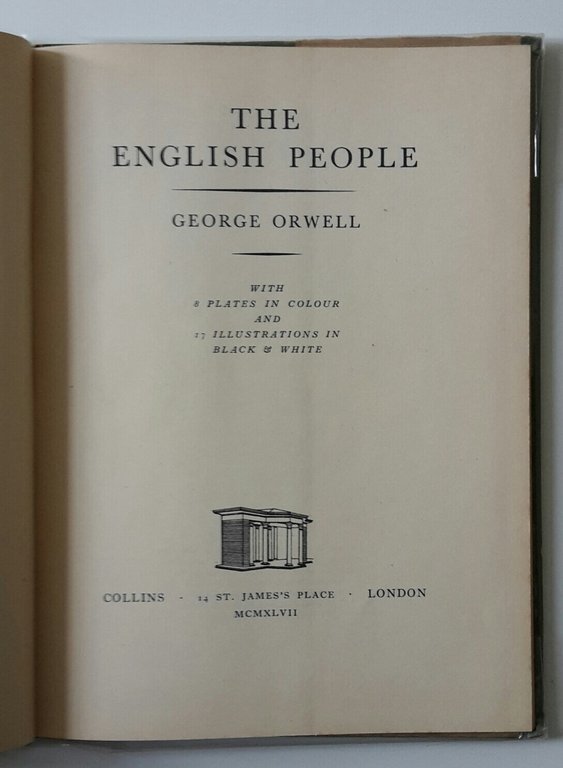 THE
ENGLISH PEOPLE
GEORGE ORWELL
WITH
8 PLATES IN COLOUR
AND
17 ILLUSTRATIONS IN
BLACK & WHITE
COLLINS · 14 ST. JAMES'S PLACE · LONDON
MCMXLVII